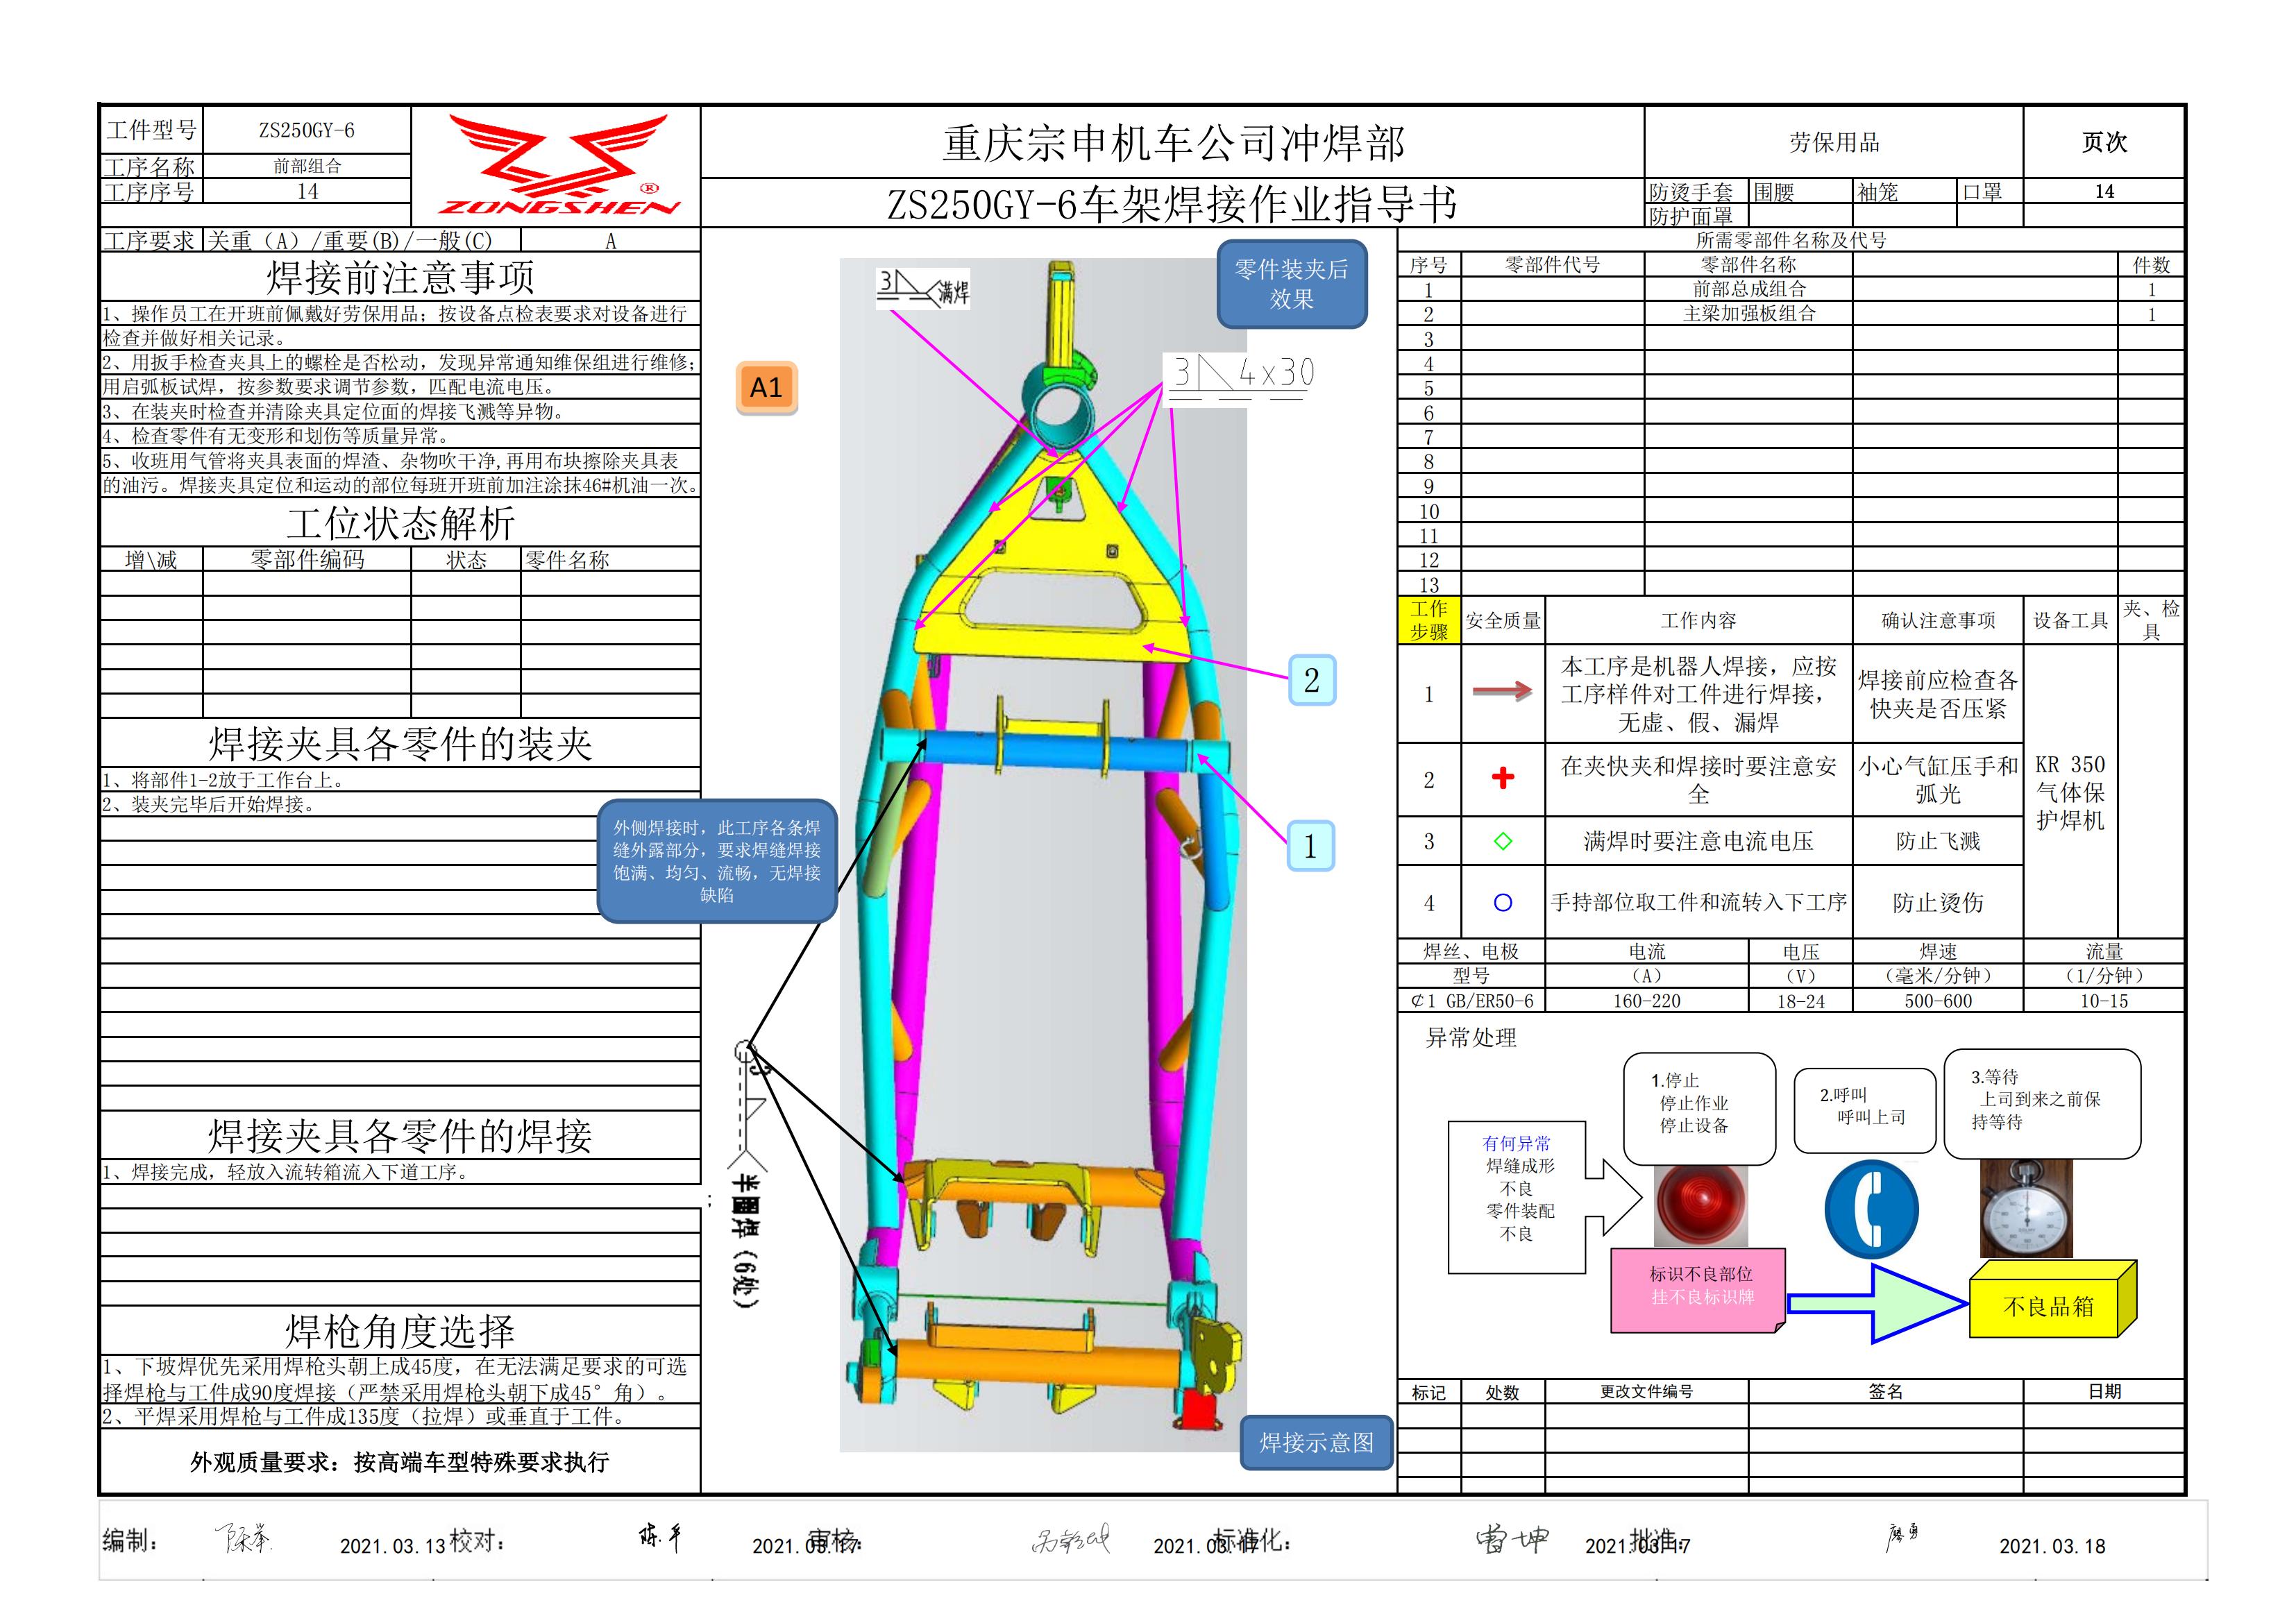 工件型号 ZS250GY-6
工序名称 前部组合
工序序号 14
ZONGSHEN ®
重庆宗申机车公司冲焊部
ZS250GY-6车架焊接作业指导书
劳保用品 页次
防烫手套 围腰 袖笼 口罩 14
防护面罩
工序要求 关重（A）/重要(B)/一般(C) A
焊接前注意事项
1、操作员工在开班前佩戴好劳保用品；按设备点检表要求对设备进行
检查并做好相关记录。
2、用扳手检查夹具上的螺栓是否松动，发现异常通知维保组进行维修；
用启弧板试焊，按参数要求调节参数，匹配电流电压。
3、在装夹时检查并清除夹具定位面的焊接飞溅等异物。
4、检查零件有无变形和划伤等质量异常。
5、收班用气管将夹具表面的焊渣、杂物吹干净,再用布块擦除夹具表
的油污。焊接夹具定位和运动的部位每班开班前加注涂抹46#机油一次。
工位状态解析
增\减 零部件编码 状态 零件名称
焊接夹具各零件的装夹
1、将部件1-2放于工作台上。
2、装夹完毕后开始焊接。
焊接夹具各零件的焊接
1、焊接完成，轻放入流转箱流入下道工序。
焊枪角度选择
1、下坡焊优先采用焊枪头朝上成45度，在无法满足要求的可选
择焊枪与工件成90度焊接（严禁采用焊枪头朝下成45°角）。
2、平焊采用焊枪与工件成135度（拉焊）或垂直于工件。
外观质量要求：按高端车型特殊要求执行
A1
3 满焊
零件装夹后
效果
3 4x30
2
1
外侧焊接时，此工序各条焊
缝外露部分，要求焊缝焊接
饱满、均匀、流畅，无焊接
缺陷
3
半圆焊（6处）
;
焊接示意图
所需零部件名称及代号
序号 零部件代号 零部件名称 件数
1 前部总成组合 1
2 主梁加强板组合 1
3
4
5
6
7
8
9
10
11
12
13
工作
步骤 安全质量 工作内容 确认注意事项 设备工具 夹、检
具
1 本工序是机器人焊接，应按
工序样件对工件进行焊接，
无虚、假、漏焊 焊接前应检查各
快夹是否压紧
2 在夹快夹和焊接时要注意安
全 小心气缸压手和
弧光
KR 350
气体保
护焊机
3 满焊时要注意电流电压 防止飞溅
4 手持部位取工件和流转入下工序 防止烫伤
焊丝、电极 电流 电压 焊速 流量
型号 （A） （V） （毫米/分钟） （1/分钟）
¢1 GB/ER50-6 160-220 18-24 500-600 10-15
异常处理
有何异常
焊缝成形
不良
零件装配
不良
1.停止
停止作业
停止设备
2.呼叫
呼叫上司
3.等待
上司到来之前保
持等待
标识不良部位
挂不良标识牌
不良品箱
标记 处数 更改文件编号 签名 日期
编制： 2021.03.13 校对： 陈平 2021.03.17 审核： 2021.03.17 标准化： 雷坤 2021.03.17 批准： 廖勇 2021.03.18